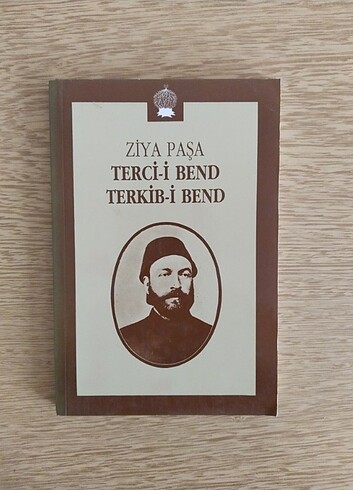 ZİYA PAŞA
TERCİ-İ BEND
TERKİB-İ BEND